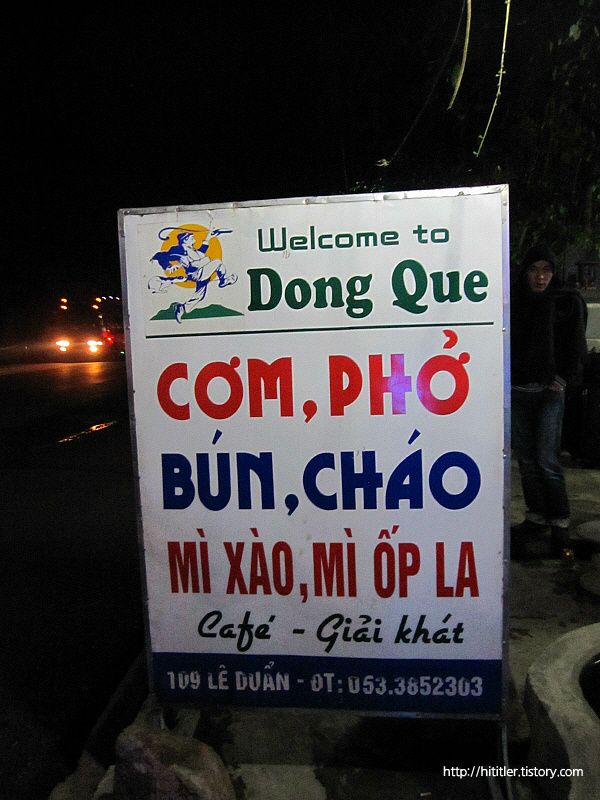 Welcome to
Dong Que
CƠM, PHỞ
BÚN, CHÁO
MÌ XÀO, MÌ ỐP LA
Café - Giải khát
109 LÊ DUẨN - ĐT: 053.3852303
http://hititler.tistory.com